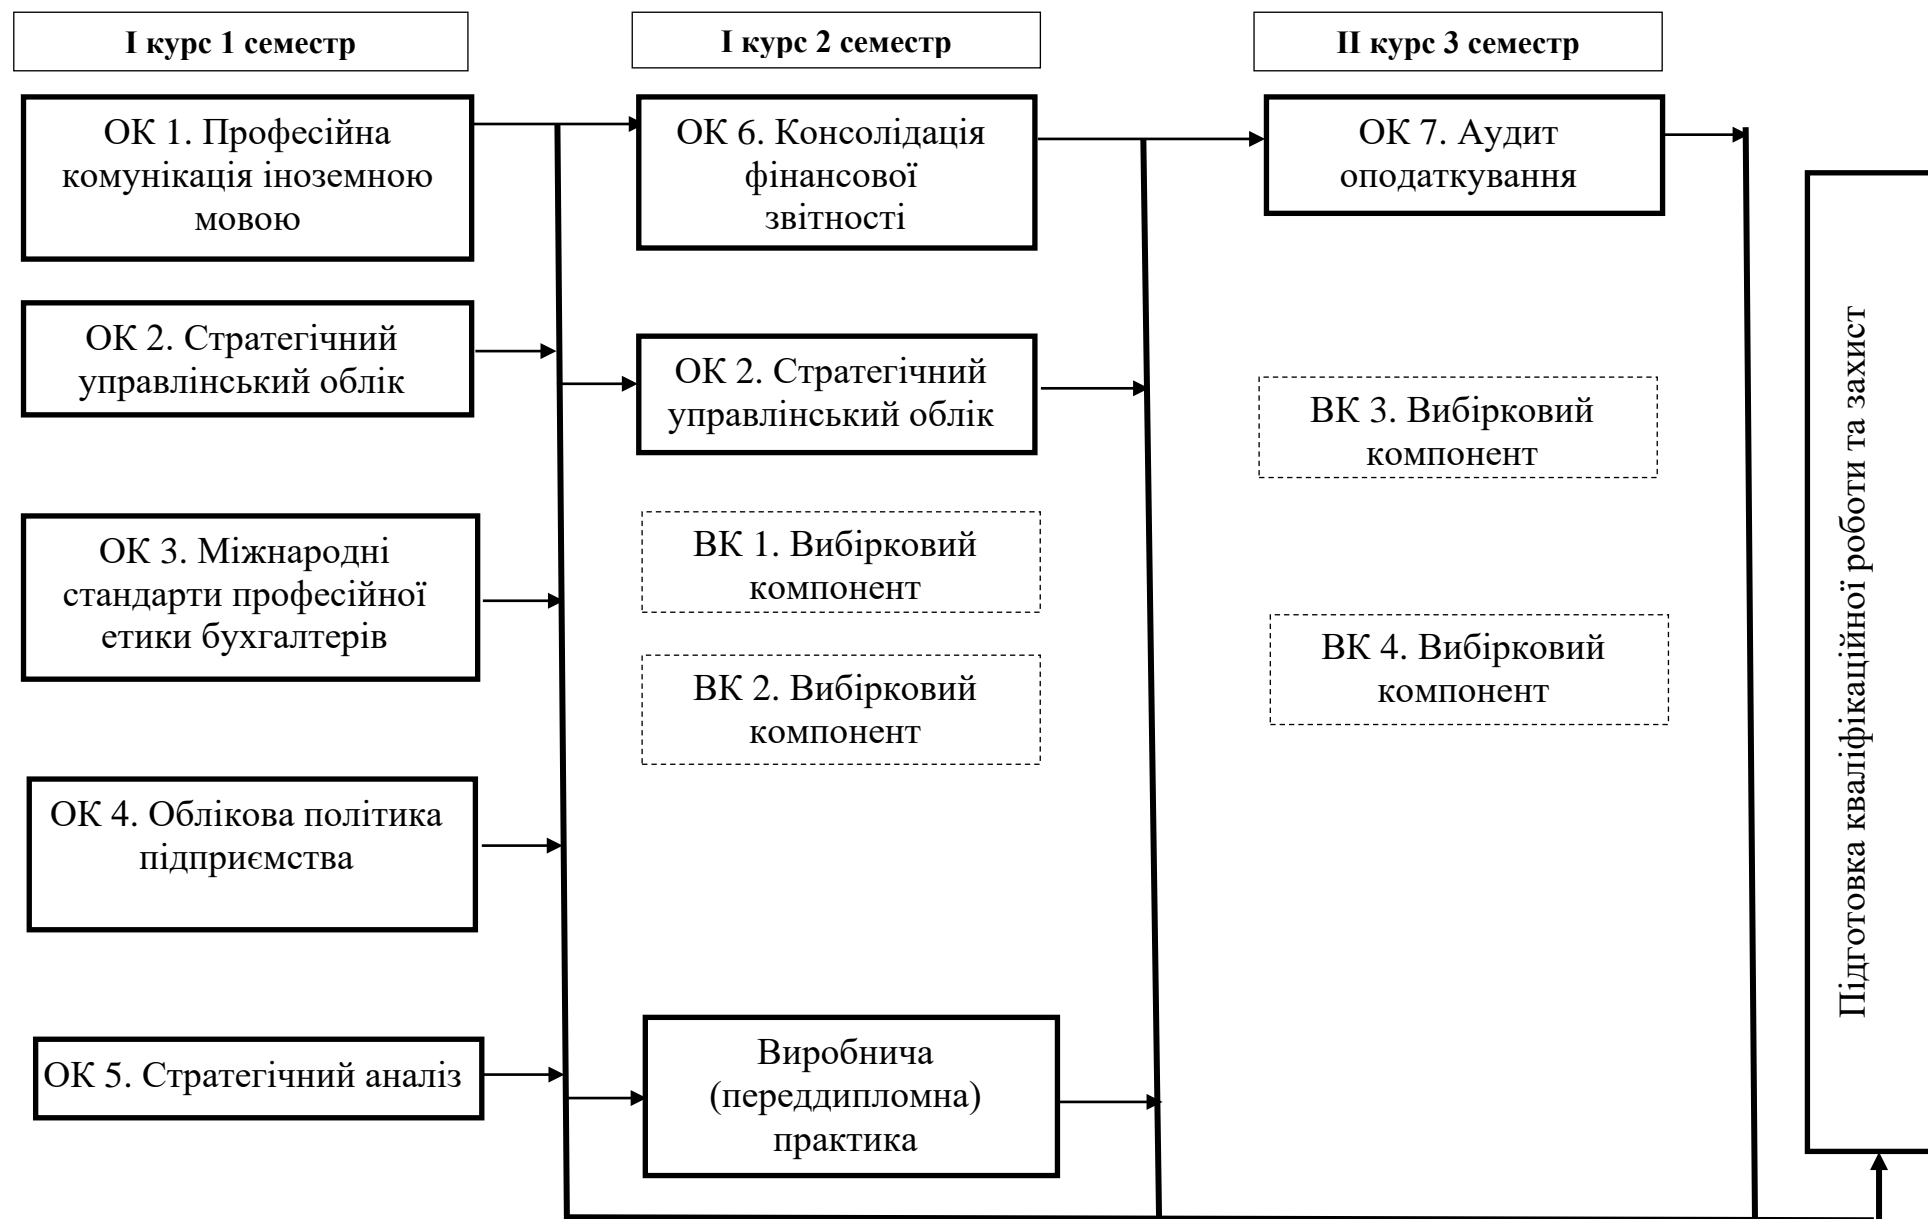 І курс 1 семестр
І курс 2 семестр
ІІ курс 3 семестр
ОК 1. Професійна
комунікація іноземною
мовою
ОК 2. Стратегічний
управлінський облік
ОК 3. Міжнародні
стандарти професійної
етики бухгалтерів
ОК 4. Облікова політика
підприємства
ОК 5. Стратегічний аналіз
ОК 6. Консолідація
фінансової
звітності
ОК 2. Стратегічний
управлінський облік
ВК 1. Вибірковий
компонент
ВК 2. Вибірковий
компонент
Виробнича
(переддипломна)
практика
ОК 7. Аудит
оподаткування
ВК 3. Вибірковий
компонент
ВК 4. Вибірковий
компонент
Підготовка кваліфікаційної роботи та захист